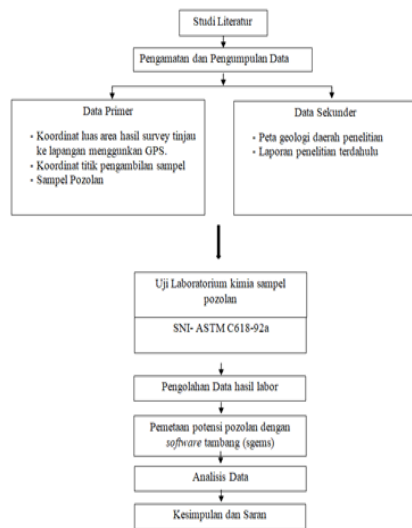 Studi Literatur
Pengamatan dan Pengumpulan Data
Data Primer
• Koordinat luas area hasil survey tinjau
ke lapangan menggunkan GPS.
• Koordinat titik pengambilan sampel
• Sampel Pozolan
Data Sekunder
• Peta geologi daerah penelitian
• Laporan penelitian terdahulu
Uji Laboratorium kimia sampel
pozolan
SNI- ASTM C618-92a
Pengolahan Data hasil labor
Pemetaan potensi pozolan dengan
software tambang (sgems)
Analisis Data
Kesimpulan dan Saran